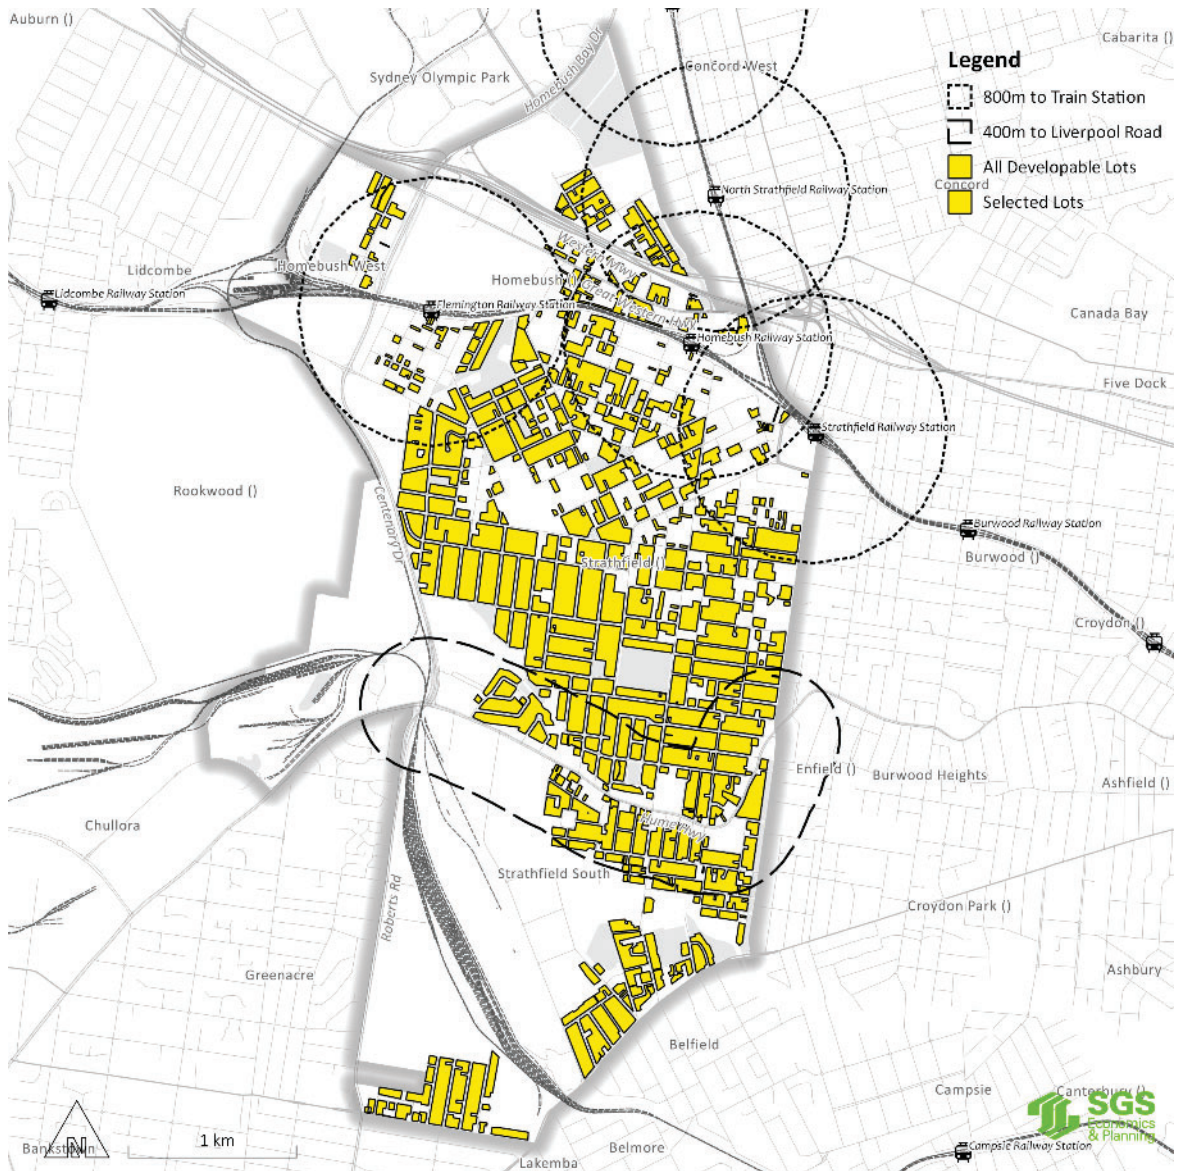 Auburn ()
Cabarita ()
Homebush Bay Dr
Concord West
Sydney Olympic Park
Legend
800m to Train Station
400m to Liverpool Road
All Developable Lots
Selected Lots
Concord
North Strathfield Railway Station
Western Mwy
Lidcombe
Homebush West
Homebush ()
Great Western Hwy
Lidcombe Railway Station
Flemington Railway Station
Canada Bay
Homebush Railway Station
Five Dock
Strathfield Railway Station
Rookwood ()
Centenary Dr
Burwood Railway Station
Burwood ()
Strathfield ()
Croydon ()
Enfield ()
Burwood Heights
Ashfield ()
Chullora
Hume Hwy
Strathfield South
Roberts Rd
Croydon Park ()
Greenacre
Ashbury
Belfield
Campsie
Canterbury ()
SGS
Economics
& Planning
N
1 km
Bankstown
Belmore
Campsie Railway Station
Lakemba